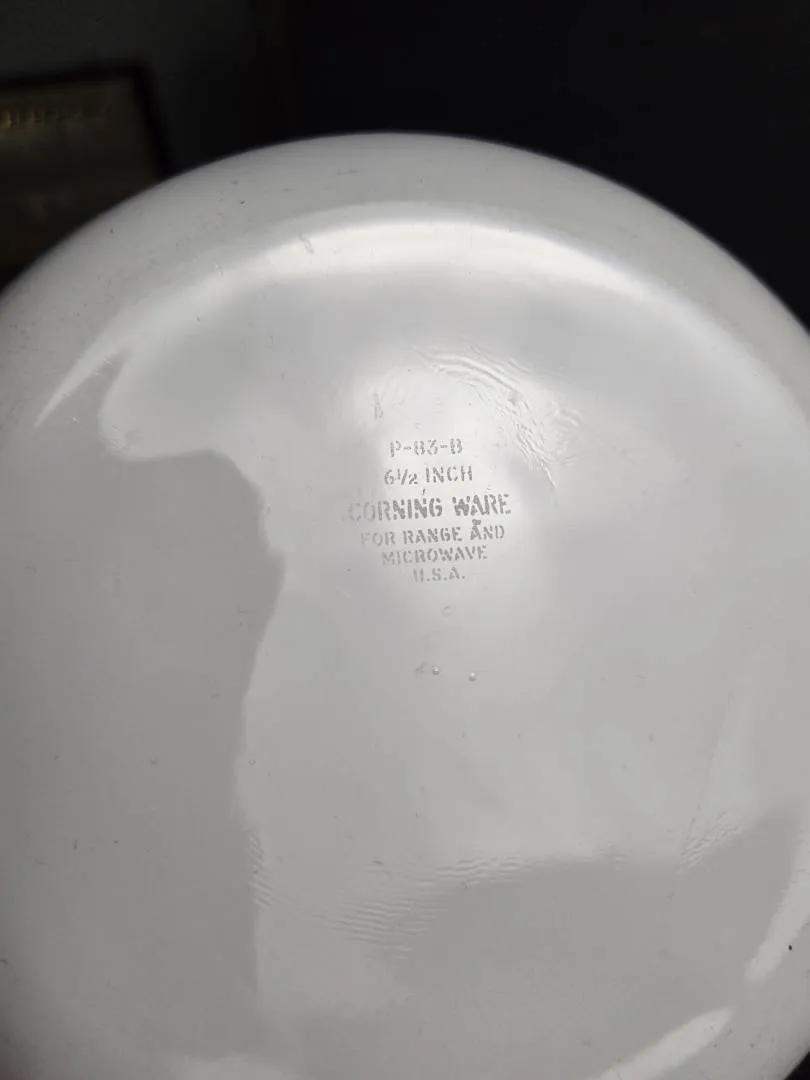 P-83-B
6½ INCH
CORNING WARE
FOR RANGE AND
MICROWAVE
U.S.A.